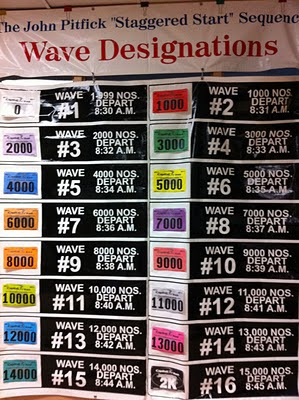 The John Pitfick "Staggered Start" Sequenc
Wave Designations
0 WAVE #1 1-999 NOS. DEPART 8:30 A.M.
1000 WAVE #2 1000 NOS. DEPART 8:31 A.M.
2000 WAVE #3 2000 NOS. DEPART 8:32 A.M.
3000 WAVE #4 3000 NOS. DEPART 8:33 A.M.
4000 WAVE #5 4000 NOS. DEPART 8:34 A.M.
5000 WAVE #6 5000 NOS. DEPART 8:35 A.M.
6000 WAVE #7 6000 NOS. DEPART 8:36 A.M.
7000 WAVE #8 7000 NOS. DEPART 8:37 A.M.
8000 WAVE #9 8000 NOS. DEPART 8:38 A.M.
9000 WAVE #10 9000 NOS. DEPART 8:39 A.M.
10000 WAVE #11 10,000 NOS. DEPART 8:40 A.M.
11000 WAVE #12 11,000 NOS. DEPART 8:41 A.M.
12000 WAVE #13 12,000 NOS. DEPART 8:42 A.M.
13000 WAVE #14 13,000 NOS. DEPART 8:43 A.M.
14000 WAVE #15 14,000 NOS. DEPART 8:44 A.M.
2K WAVE #16 15,000 NOS. DEPART 8:45 A.M.